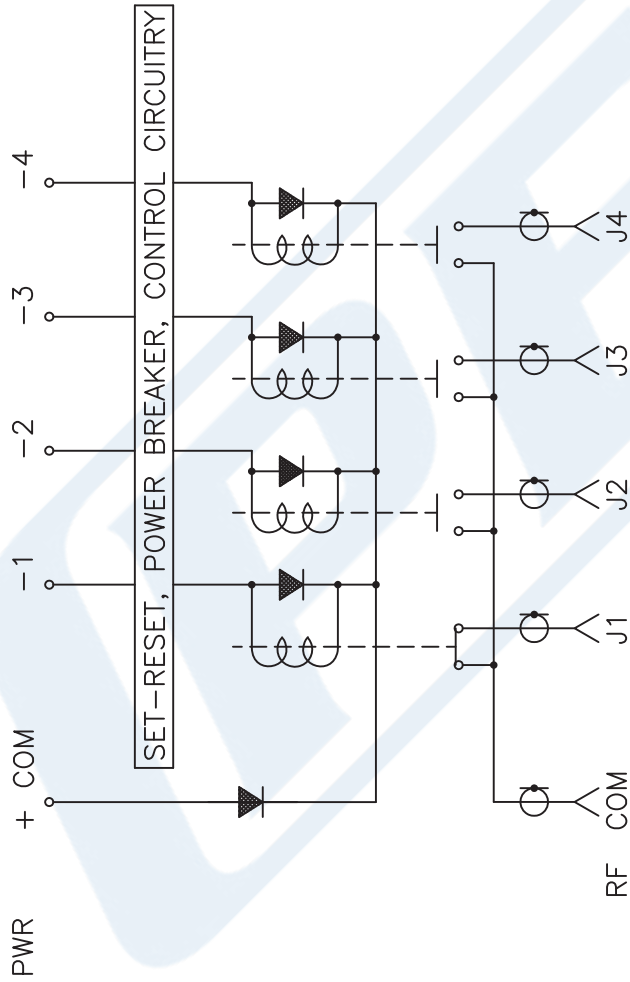 PWR
+ COM
-1
-2
-3
-4
SET-RESET, POWER BREAKER, CONTROL CIRCUITRY
RF
COM
J1
J2
J3
J4